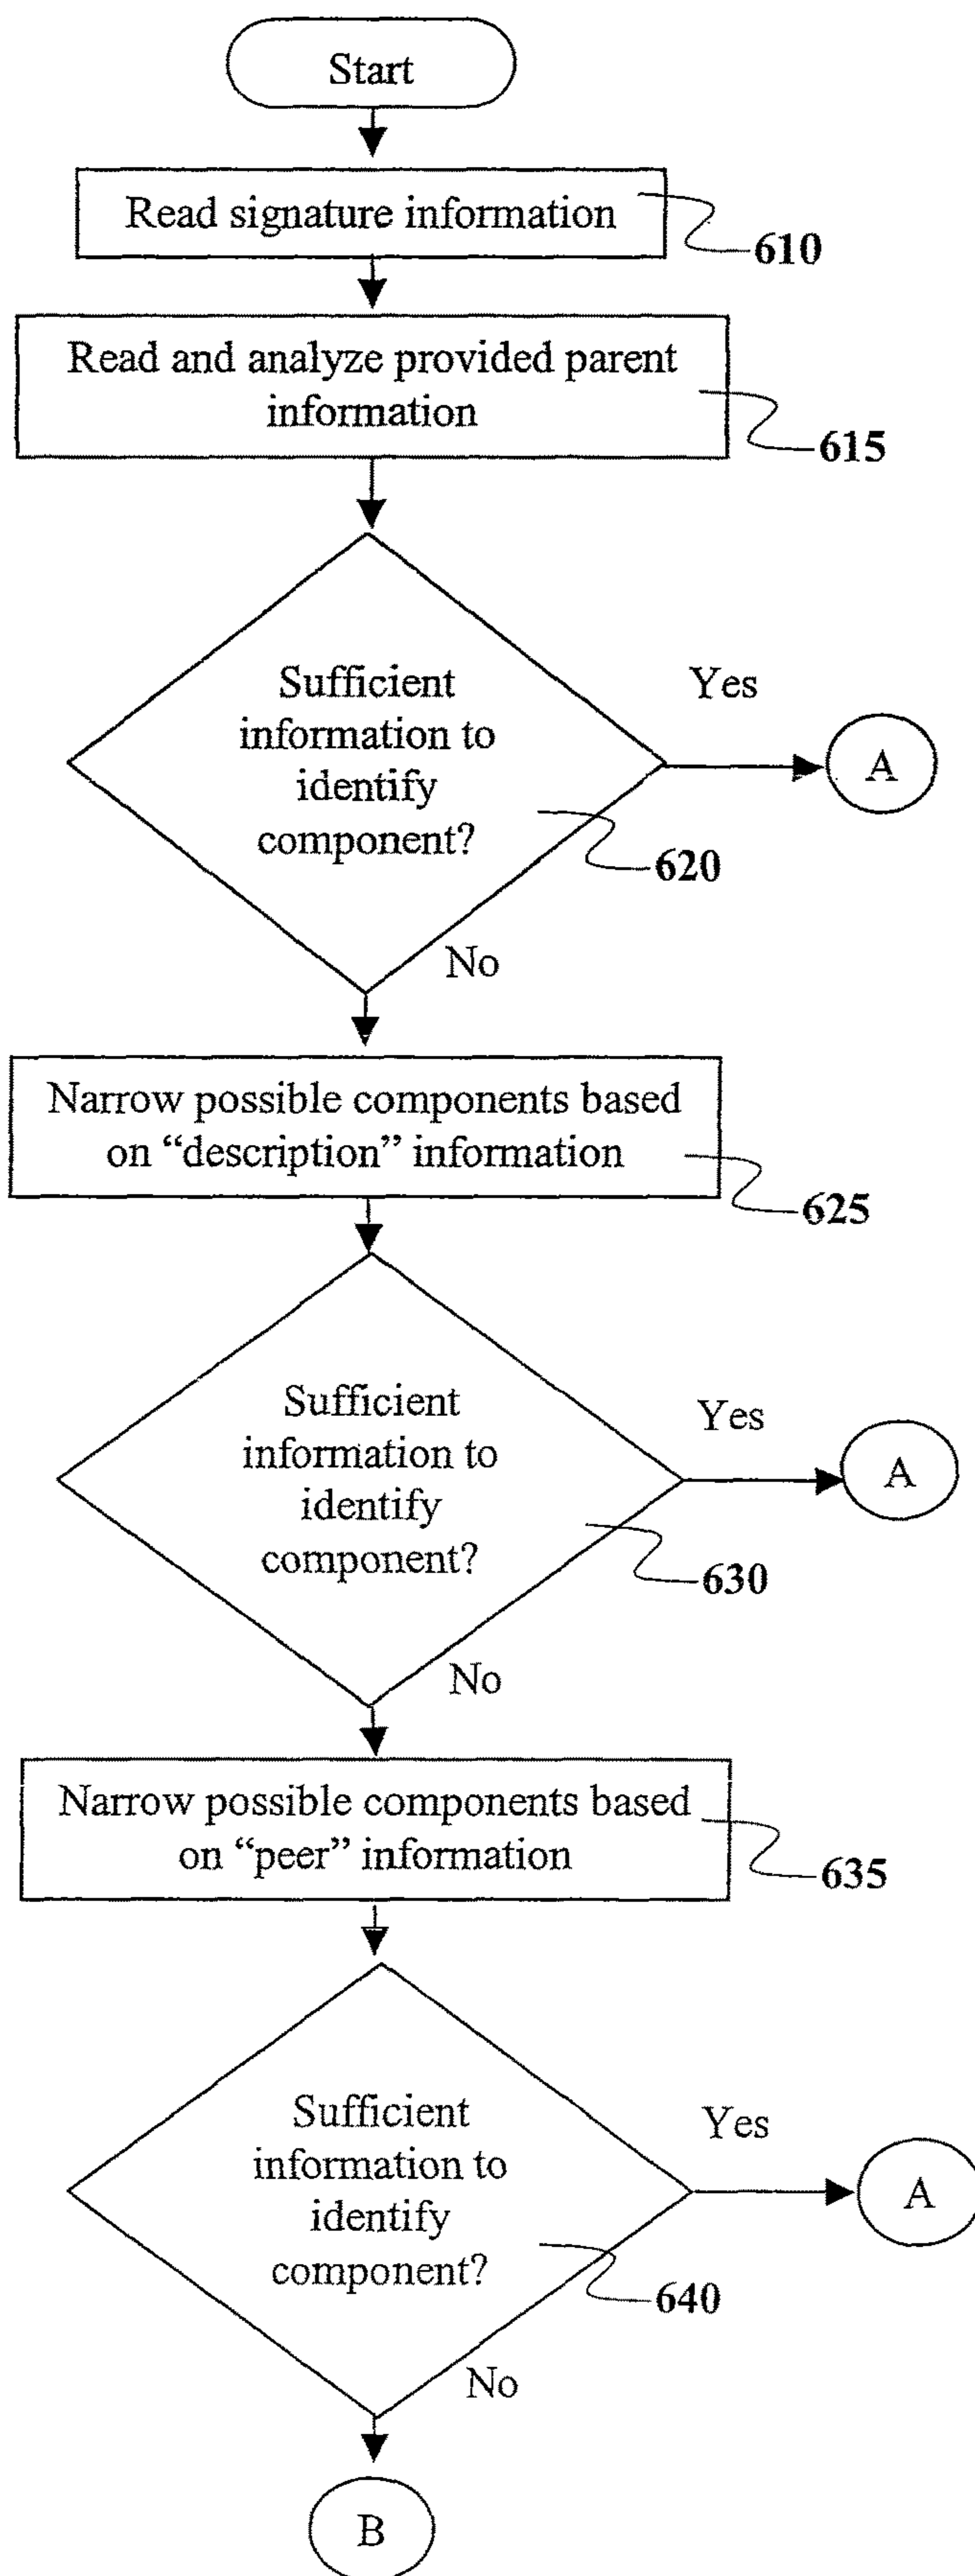 Start
Read signature information
610
Read and analyze provided parent
information
615
Sufficient
information to
identify
component?
Yes
A
620
No
Narrow possible components based
on “description” information
625
Sufficient
information to
identify
component?
Yes
A
630
No
Narrow possible components based
on “peer” information
635
Sufficient
information to
identify
component?
Yes
A
640
No
B